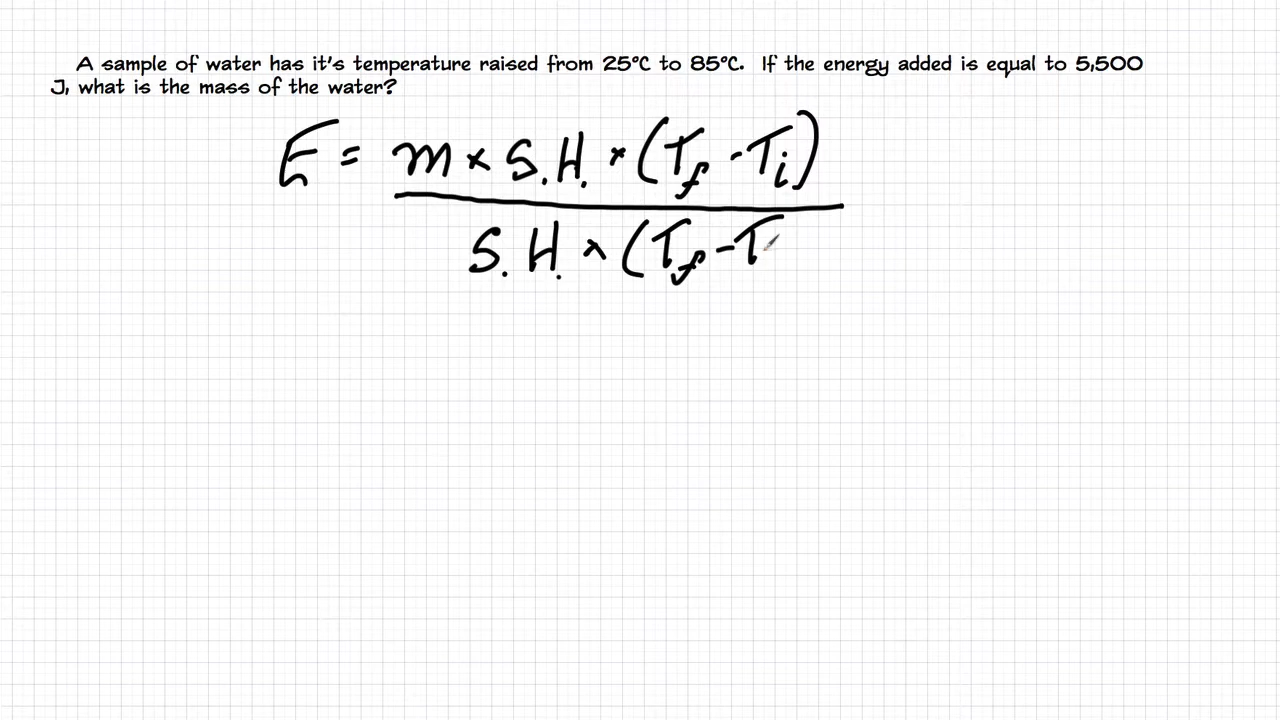 A sample of water has it's temperature raised from 25°C to 85°C. If the energy added is equal to 5,500
J, what is the mass of the water?
E = m × S.H. × (Tf - Ti)
S.H. × (Tf - T